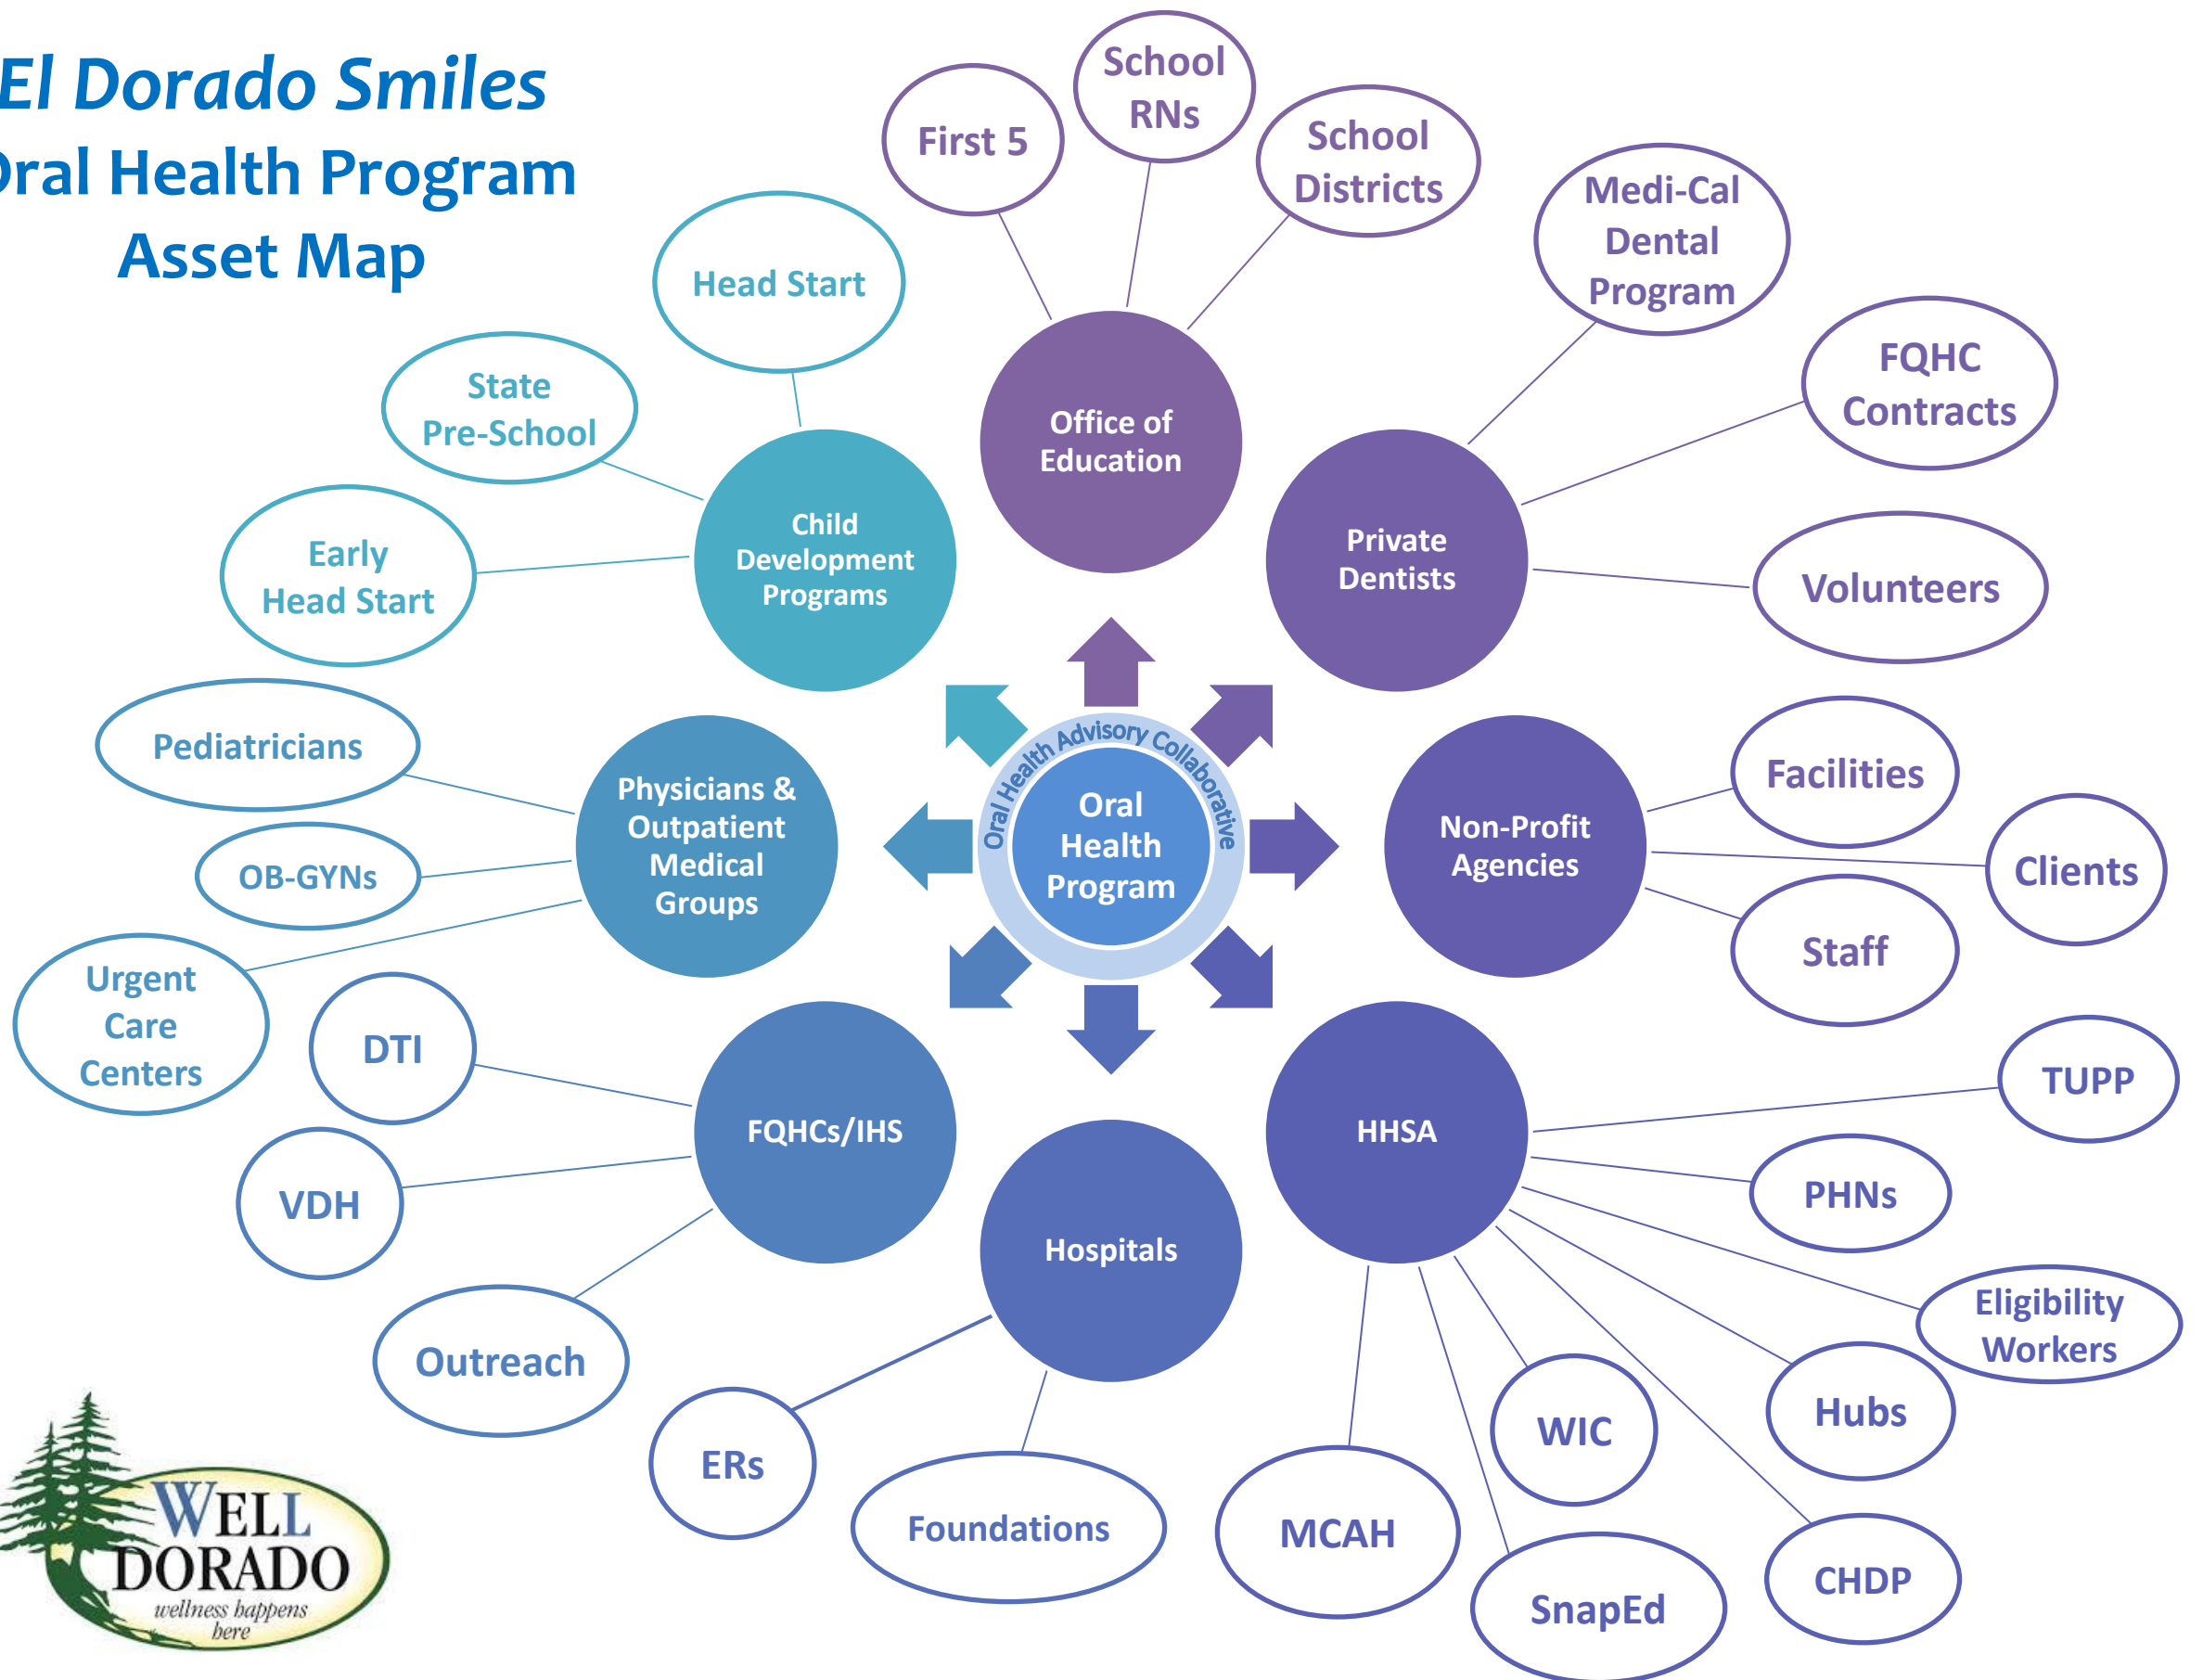 El Dorado Smiles
Oral Health Program
Asset Map
First 5
School
RNs
School
Districts
Medi-Cal
Dental
Program
FQHC
Contracts
Volunteers
Head Start
State
Pre-School
Early
Head Start
Office of
Education
Child
Development
Programs
Private
Dentists
Pediatricians
OB-GYNs
Urgent
Care
Centers
Physicians &
Outpatient
Medical
Groups
Oral Health Advisory Collaborative
Oral
Health
Program
Non-Profit
Agencies
Facilities
Clients
Staff
DTI
VDH
Outreach
FQHCs/IHS
Hospitals
HHSA
TUPP
PHNs
Eligibility
Workers
Hubs
WIC
CHDP
ERs
Foundations
MCAH
SnapEd
WELL
DORADO
wellness happens
here